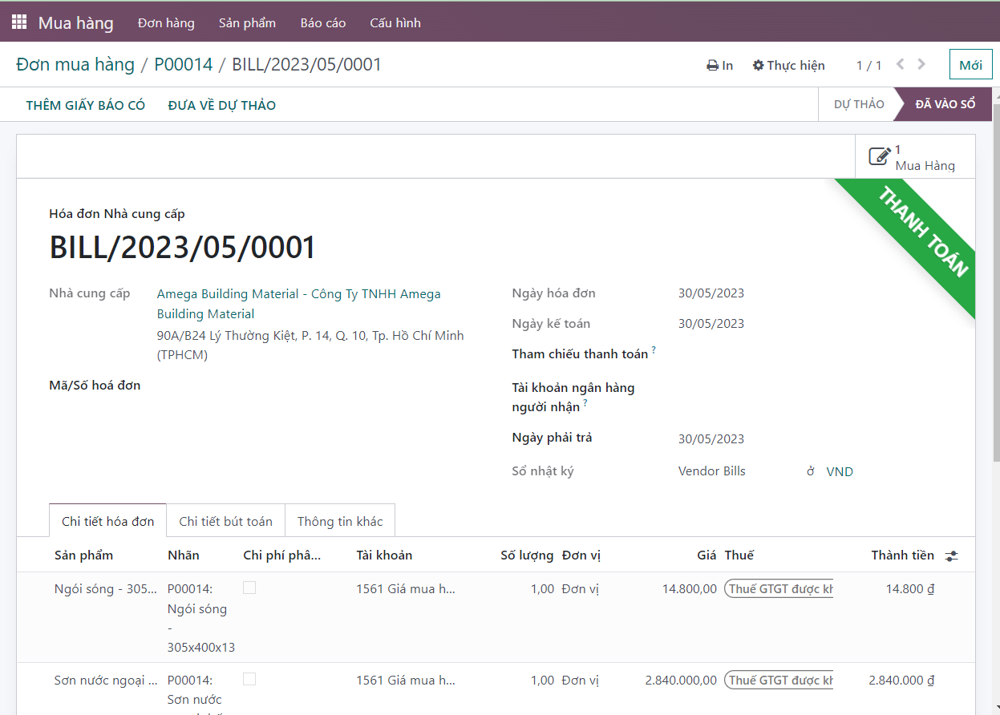 Mua hàng Đơn hàng Sản phẩm Báo cáo Cấu hình
Đơn mua hàng / P00014 / BILL/2023/05/0001 In Thực hiện 1 / 1 Mới
THÊM GIẤY BÁO CÓ ĐƯA VỀ DỰ THẢO DỰ THẢO ĐÃ VÀO SỔ
1
Mua Hàng
THANH TOÁN
Hóa đơn Nhà cung cấp
BILL/2023/05/0001
Nhà cung cấp Amega Building Material - Công Ty TNHH Amega
Building Material
90A/B24 Lý Thường Kiệt, P. 14, Q. 10, Tp. Hồ Chí Minh
(TPHCM)
Mã/Số hoá đơn
Ngày hóa đơn 30/05/2023
Ngày kế toán 30/05/2023
Tham chiếu thanh toán ?
Tài khoản ngân hàng
người nhận ?
Ngày phải trả 30/05/2023
Sổ nhật ký Vendor Bills ở VND
Chi tiết hóa đơn Chi tiết bút toán Thông tin khác
Sản phẩm Nhãn Chi phí phâ... Tài khoản Số lượng Đơn vị Giá Thuế Thành tiền
Ngói sóng - 305... P00014: 1561 Giá mua h... 1,00 Đơn vị 14.800,00 Thuế GTGT được kh 14.800 ₫
Ngói sóng
-
305x400x13
Sơn nước ngoại ... P00014: 1561 Giá mua h... 1,00 Đơn vị 2.840.000,00 Thuế GTGT được kh 2.840.000 ₫
Sơn nước